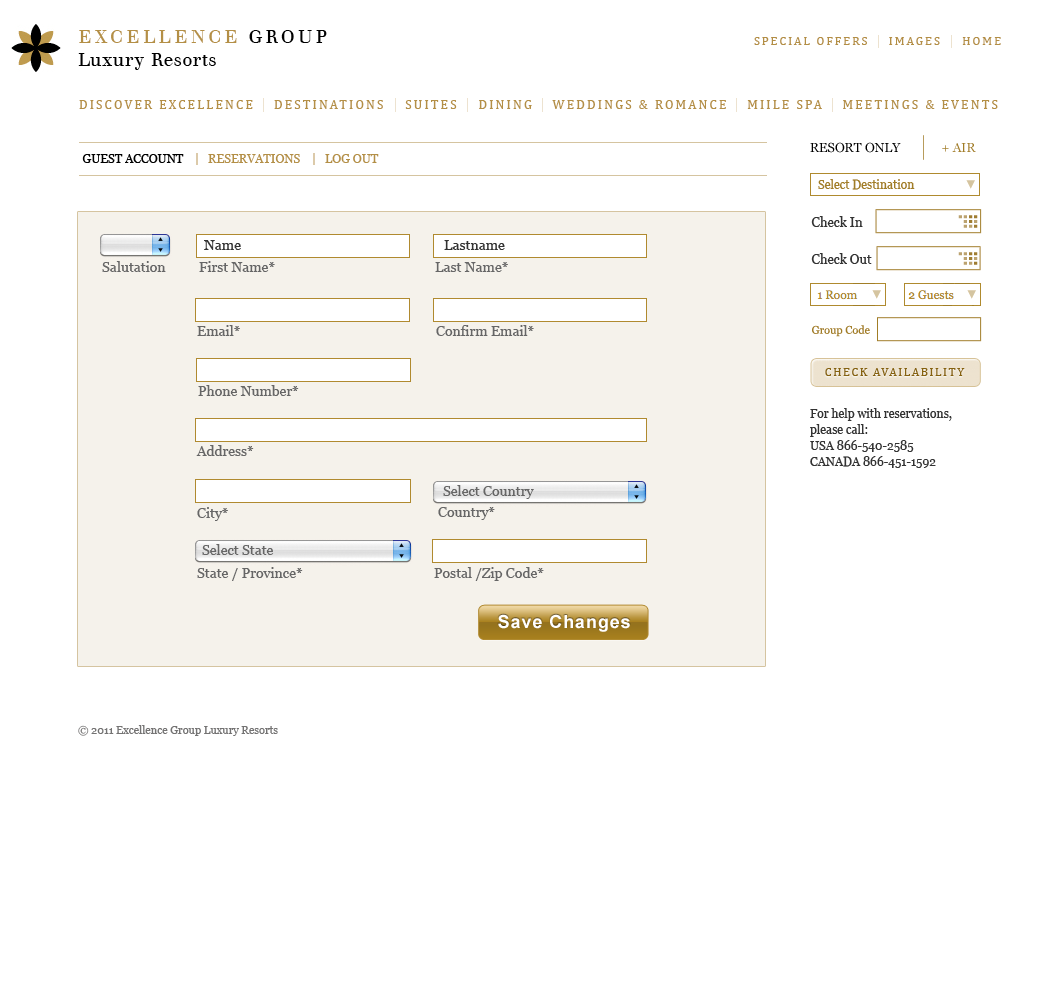 EXCELLENCE GROUP
Luxury Resorts
SPECIAL OFFERS | IMAGES | HOME
DISCOVER EXCELLENCE | DESTINATIONS | SUITES | DINING | WEDDINGS & ROMANCE | MIILE SPA | MEETINGS & EVENTS
GUEST ACCOUNT | RESERVATIONS | LOG OUT
Name Lastname
Salutation First Name* Last Name*
Email* Confirm Email*
Phone Number*
Address*
Select Country
City* Country*
Select State
State / Province* Postal /Zip Code*
Save Changes
RESORT ONLY | + AIR
Select Destination
Check In
Check Out
1 Room 2 Guests
Group Code
CHECK AVAILABILITY
For help with reservations,
please call:
USA 866-540-2585
CANADA 866-451-1592
© 2011 Excellence Group Luxury Resorts